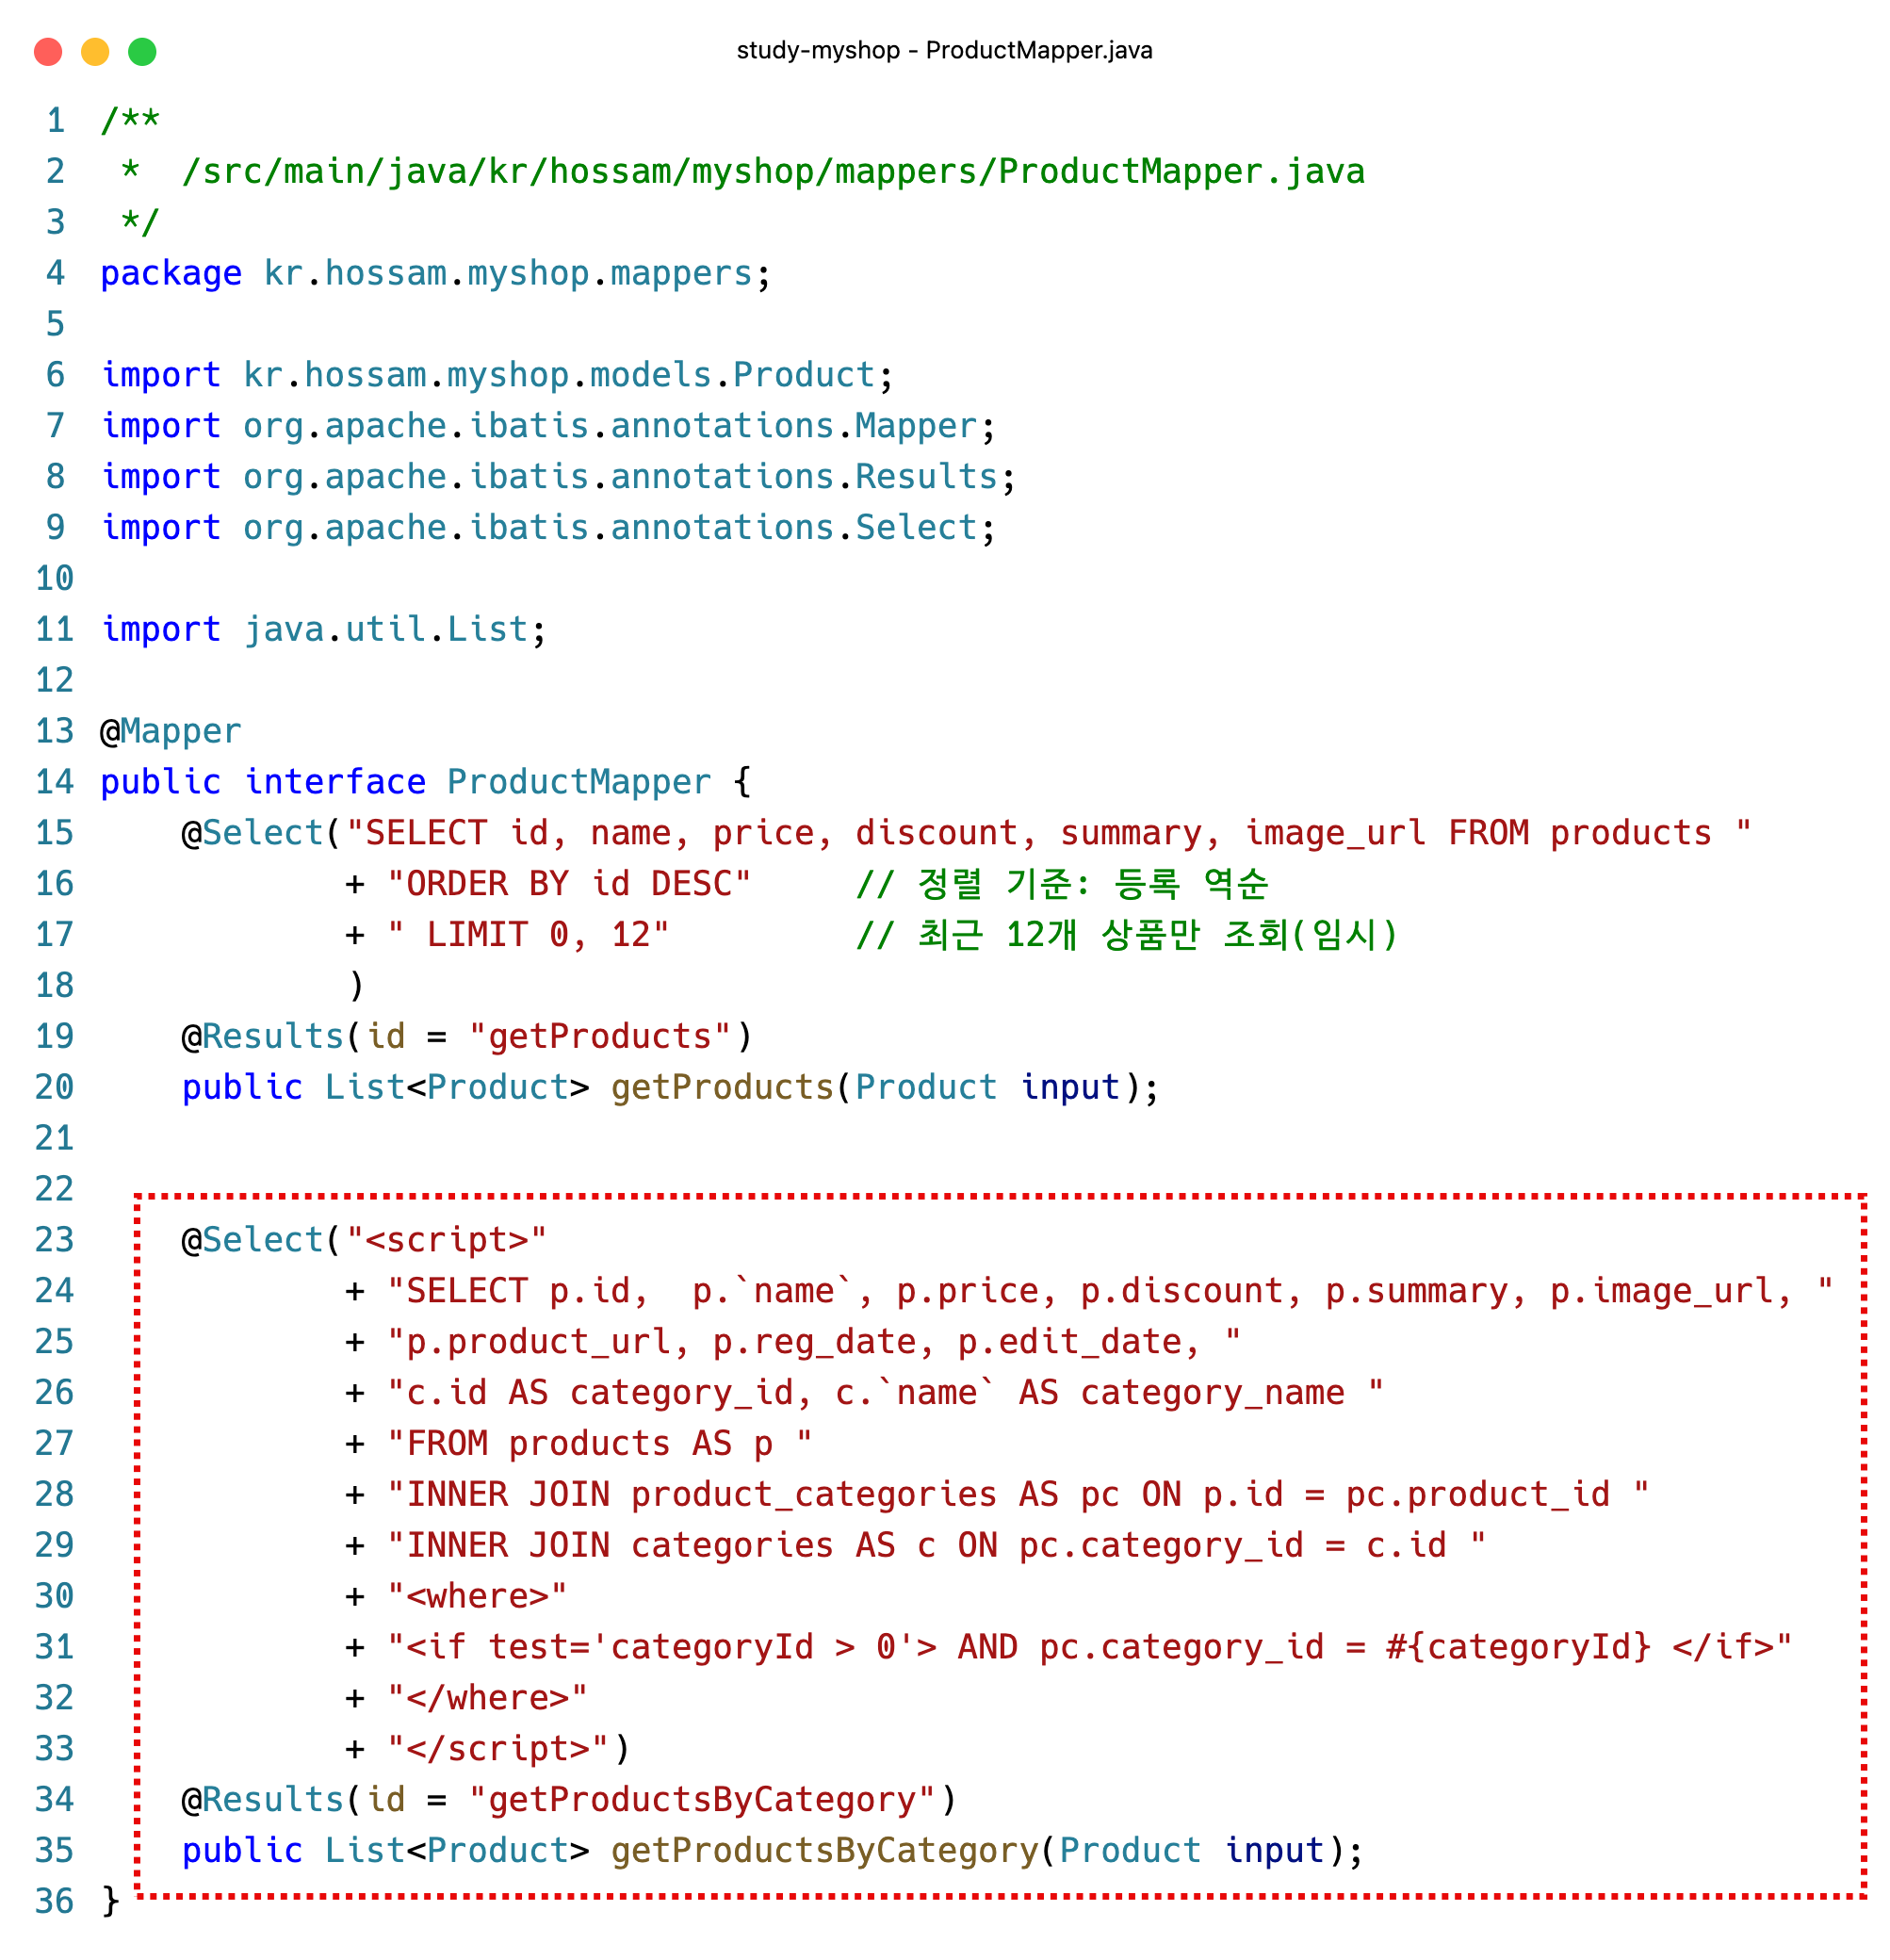 study-myshop - ProductMapper.java
1 /**
2  *  /src/main/java/kr/hossam/myshop/mappers/ProductMapper.java
3  */
4 package kr.hossam.myshop.mappers;
5
6 import kr.hossam.myshop.models.Product;
7 import org.apache.ibatis.annotations.Mapper;
8 import org.apache.ibatis.annotations.Results;
9 import org.apache.ibatis.annotations.Select;
10
11 import java.util.List;
12
13 @Mapper
14 public interface ProductMapper {
15     @Select("SELECT id, name, price, discount, summary, image_url FROM products "
16             + "ORDER BY id DESC"     // 정렬 기준: 등록 역순
17             + " LIMIT 0, 12"         // 최근 12개 상품만 조회(임시)
18             )
19     @Results(id = "getProducts")
20     public List<Product> getProducts(Product input);
21
22
23     @Select("<script>"
24             + "SELECT p.id,  p.`name`, p.price, p.discount, p.summary, p.image_url, "
25             + "p.product_url, p.reg_date, p.edit_date, "
26             + "c.id AS category_id, c.`name` AS category_name "
27             + "FROM products AS p "
28             + "INNER JOIN product_categories AS pc ON p.id = pc.product_id "
29             + "INNER JOIN categories AS c ON pc.category_id = c.id "
30             + "<where>"
31             + "<if test='categoryId > 0'> AND pc.category_id = #{categoryId} </if>"
32             + "</where>"
33             + "</script>")
34     @Results(id = "getProductsByCategory")
35     public List<Product> getProductsByCategory(Product input);
36 }